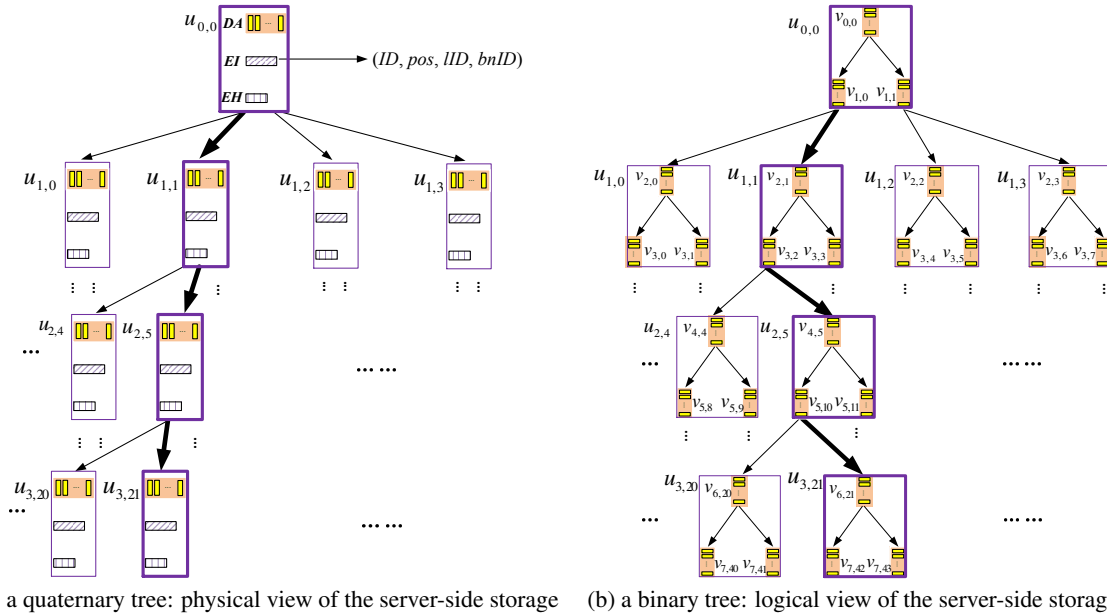 u0,0 DA ...
EI (ID, pos, lID, bnID)
EH
u1,0 ... u1,1 ... u1,2 ... u1,3 ...
u2,4 ... u2,5 ...
... ... ...
u3,20 ... u3,21 ...
... ... ...
a quaternary tree: physical view of the server-side storage
u0,0 v0,0
v1,0 v1,1
u1,0 v2,0 u1,1 v2,1 u1,2 v2,2 u1,3 v2,3
v3,0 v3,1 v3,2 v3,3 v3,4 v3,5 v3,6 v3,7
u2,4 v4,4 u2,5 v4,5
... ... ...
v5,8 v5,9 v5,10 v5,11
u3,20 v6,20 u3,21 v6,21
... ... ...
v7,40 v7,41 v7,42 v7,43
(b) a binary tree: logical view of the server-side storag